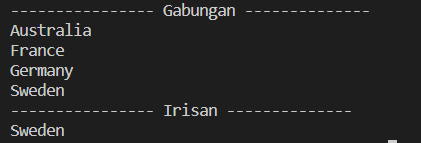 ---------------- Gabungan --------------
Australia
France
Germany
Sweden
---------------- Irisan --------------
Sweden